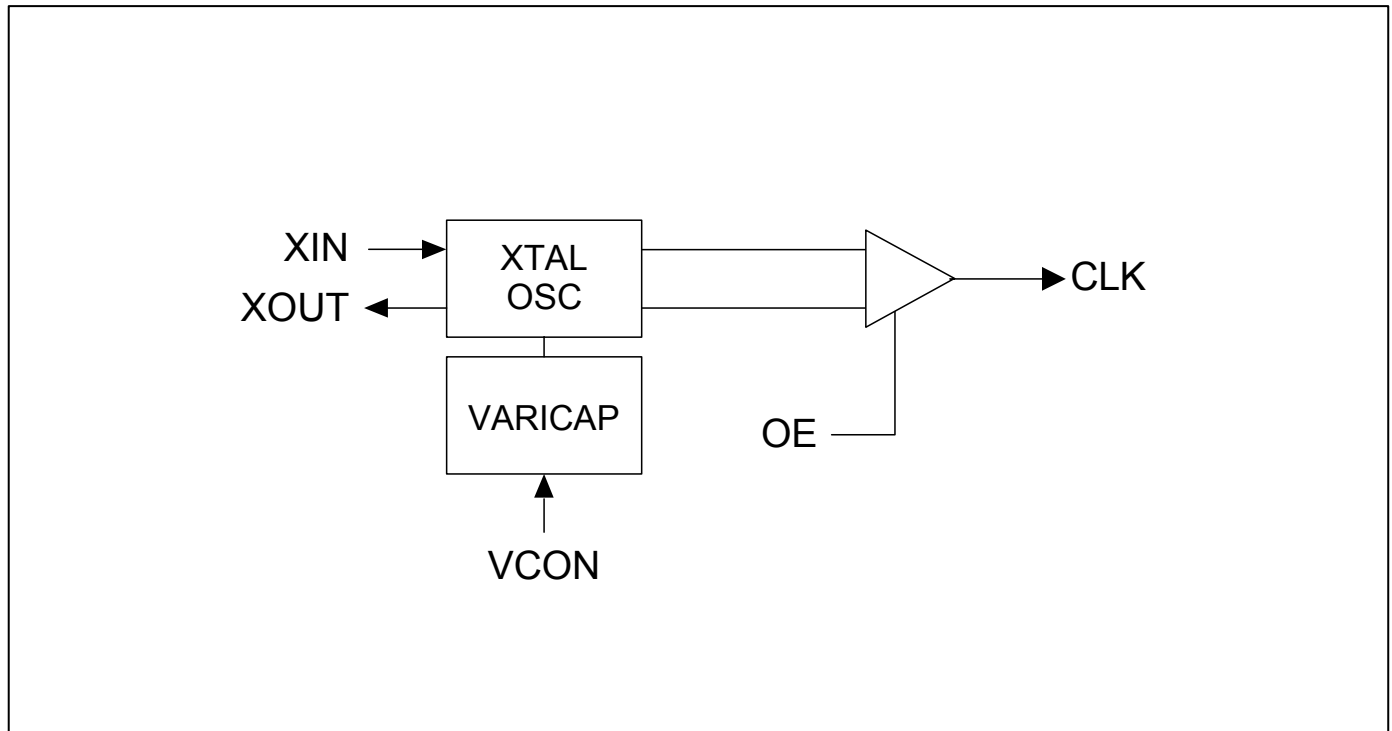 XIN
XOUT
XTAL
OSC
VARICAP
VCON
OE
CLK